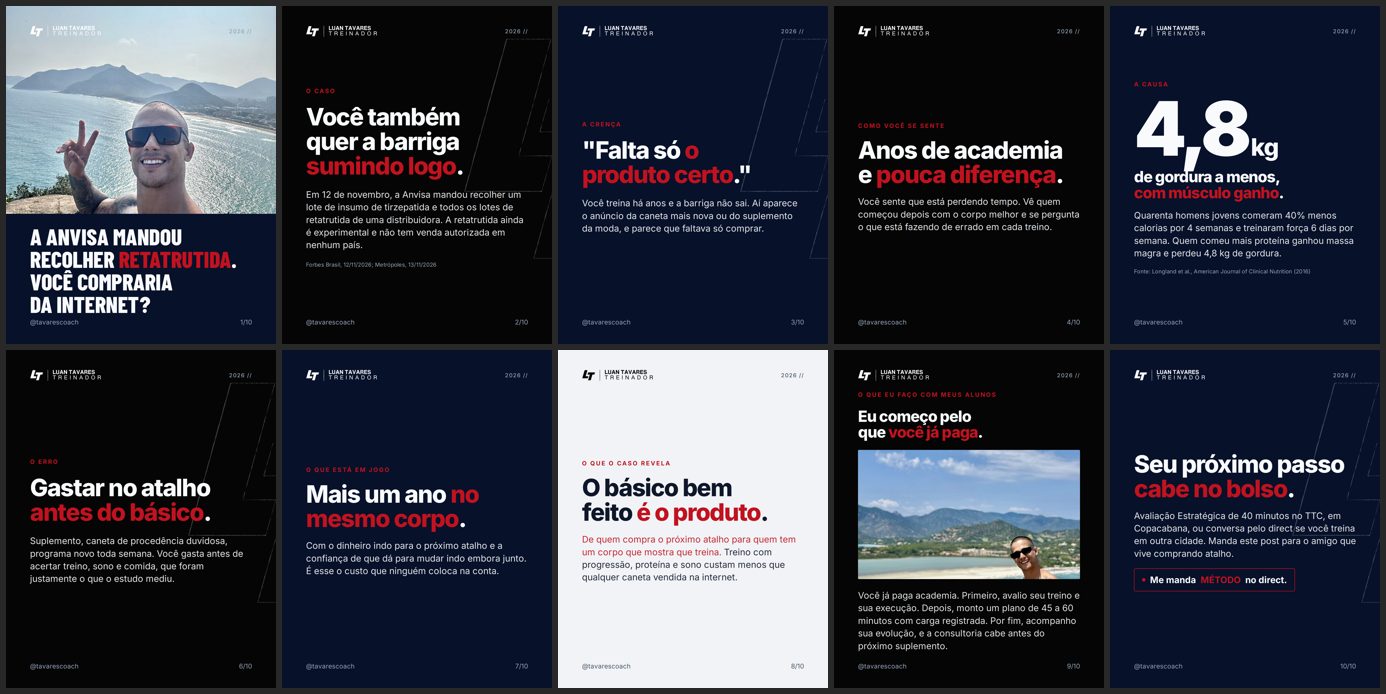 LT LUAN TAVARES
TREINADOR
2026 //
A ANVISA MANDOU
RECOLHER RETATRUTIDA.
VOCÊ COMPRARIA
DA INTERNET?
@tavarescoach
1/10
LT LUAN TAVARES
TREINADOR
2026 //
O CASO
Você também
quer a barriga
sumindo logo.
Em 12 de novembro, a Anvisa mandou recolher um
lote de insumo de tirzepatida e todos os lotes de
retatrutida de uma distribuidora. A retatrutida ainda
é experimental e não tem venda autorizada em
nenhum país.
Forbes Brasil, 12/11/2026; Metrópoles, 13/11/2026
@tavarescoach
2/10
LT LUAN TAVARES
TREINADOR
2026 //
A CRENÇA
"Falta só o
produto certo."
Você treina há anos e a barriga não sai. Aí aparece
o anúncio da caneta mais nova ou do suplemento
da moda, e parece que faltava só comprar.
@tavarescoach
3/10
LT LUAN TAVARES
TREINADOR
2026 //
COMO VOCÊ SE SENTE
Anos de academia
e pouca diferença.
Você sente que está perdendo tempo. Vê quem
começou depois com o corpo melhor e se pergunta
o que está fazendo de errado em cada treino.
@tavarescoach
4/10
LT LUAN TAVARES
TREINADOR
2026 //
A CAUSA
4,8kg
de gordura a menos,
com músculo ganho.
Quarenta homens jovens comeram 40% menos
calorias por 4 semanas e treinaram força 6 dias por
semana. Quem comeu mais proteína ganhou massa
magra e perdeu 4,8 kg de gordura.
Fonte: Longland et al., American Journal of Clinical Nutrition (2016)
@tavarescoach
5/10
LT LUAN TAVARES
TREINADOR
2026 //
O ERRO
Gastar no atalho
antes do básico.
Suplemento, caneta de procedência duvidosa,
programa novo toda semana. Você gasta antes de
acertar treino, sono e comida, que foram
justamente o que o estudo mediu.
@tavarescoach
6/10
LT LUAN TAVARES
TREINADOR
2026 //
O QUE ESTÁ EM JOGO
Mais um ano no
mesmo corpo.
Com o dinheiro indo para o próximo atalho e a
confiança de que dá para mudar indo embora junto.
É esse o custo que ninguém coloca na conta.
@tavarescoach
7/10
LT LUAN TAVARES
TREINADOR
2026 //
O QUE O CASO REVELA
O básico bem
feito é o produto.
De quem compra o próximo atalho para quem tem
um corpo que mostra que treina. Treino com
progressão, proteína e sono custam menos que
qualquer caneta vendida na internet.
@tavarescoach
8/10
LT LUAN TAVARES
TREINADOR
2026 //
O QUE EU FAÇO COM MEUS ALUNOS
Eu começo pelo
que você já paga.
Você já paga academia. Primeiro, avalio seu treino e
sua execução. Depois, monto um plano de 45 a 60
minutos com carga registrada. Por fim, acompanho
sua evolução, e a consultoria cabe antes do
próximo suplemento.
@tavarescoach
9/10
LT LUAN TAVARES
TREINADOR
2026 //
Seu próximo passo
cabe no bolso.
Avaliação Estratégica de 40 minutos no TTC, em
Copacabana, ou conversa pelo direct se você treina
em outra cidade. Manda este post para o amigo que
vive comprando atalho.
Me manda MÉTODO no direct.
@tavarescoach
10/10